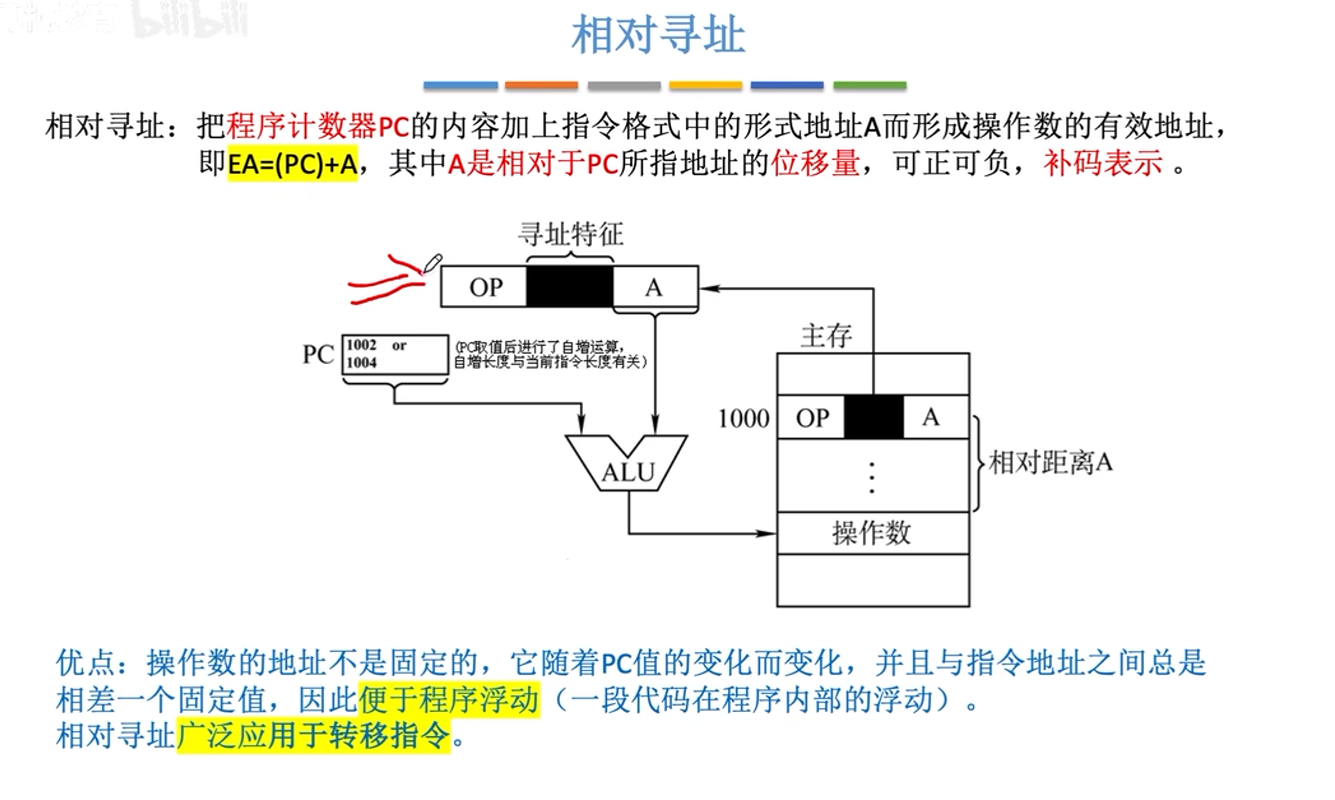 bilibili
相对寻址
相对寻址：把程序计数器PC的内容加上指令格式中的形式地址A而形成操作数的有效地址，
即EA=(PC)+A，其中A是相对于PC所指地址的位移量，可正可负，补码表示 。
寻址特征
OP A
主存
PC 1002 or
1004
(PC取值后进行了自增运算，
自增长度与当前指令长度有关)
1000 OP A
ALU
相对距离A
操作数
优点：操作数的地址不是固定的，它随着PC值的变化而变化，并且与指令地址之间总是
相差一个固定值，因此便于程序浮动（一段代码在程序内部的浮动）。
相对寻址广泛应用于转移指令。